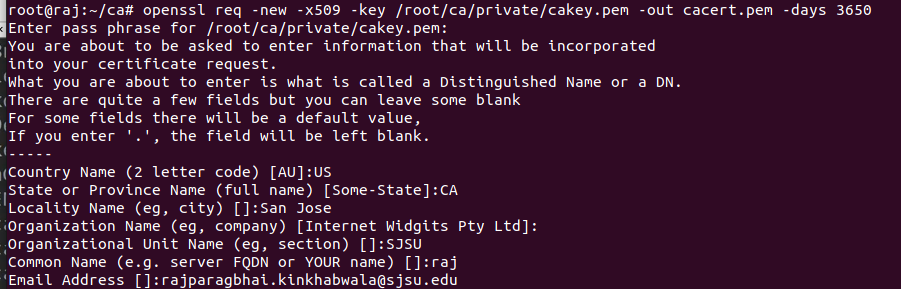 root@raj:~/ca# openssl req -new -x509 -key /root/ca/private/cakey.pem -out cacert.pem -days 3650
Enter pass phrase for /root/ca/private/cakey.pem:
You are about to be asked to enter information that will be incorporated
into your certificate request.
What you are about to enter is what is called a Distinguished Name or a DN.
There are quite a few fields but you can leave some blank
For some fields there will be a default value,
If you enter '.', the field will be left blank.
-----
Country Name (2 letter code) [AU]:US
State or Province Name (full name) [Some-State]:CA
Locality Name (eg, city) []:San Jose
Organization Name (eg, company) [Internet Widgits Pty Ltd]:
Organizational Unit Name (eg, section) []:SJSU
Common Name (e.g. server FQDN or YOUR name) []:raj
Email Address []:rajparagbhai.kinkhabwala@sjsu.edu